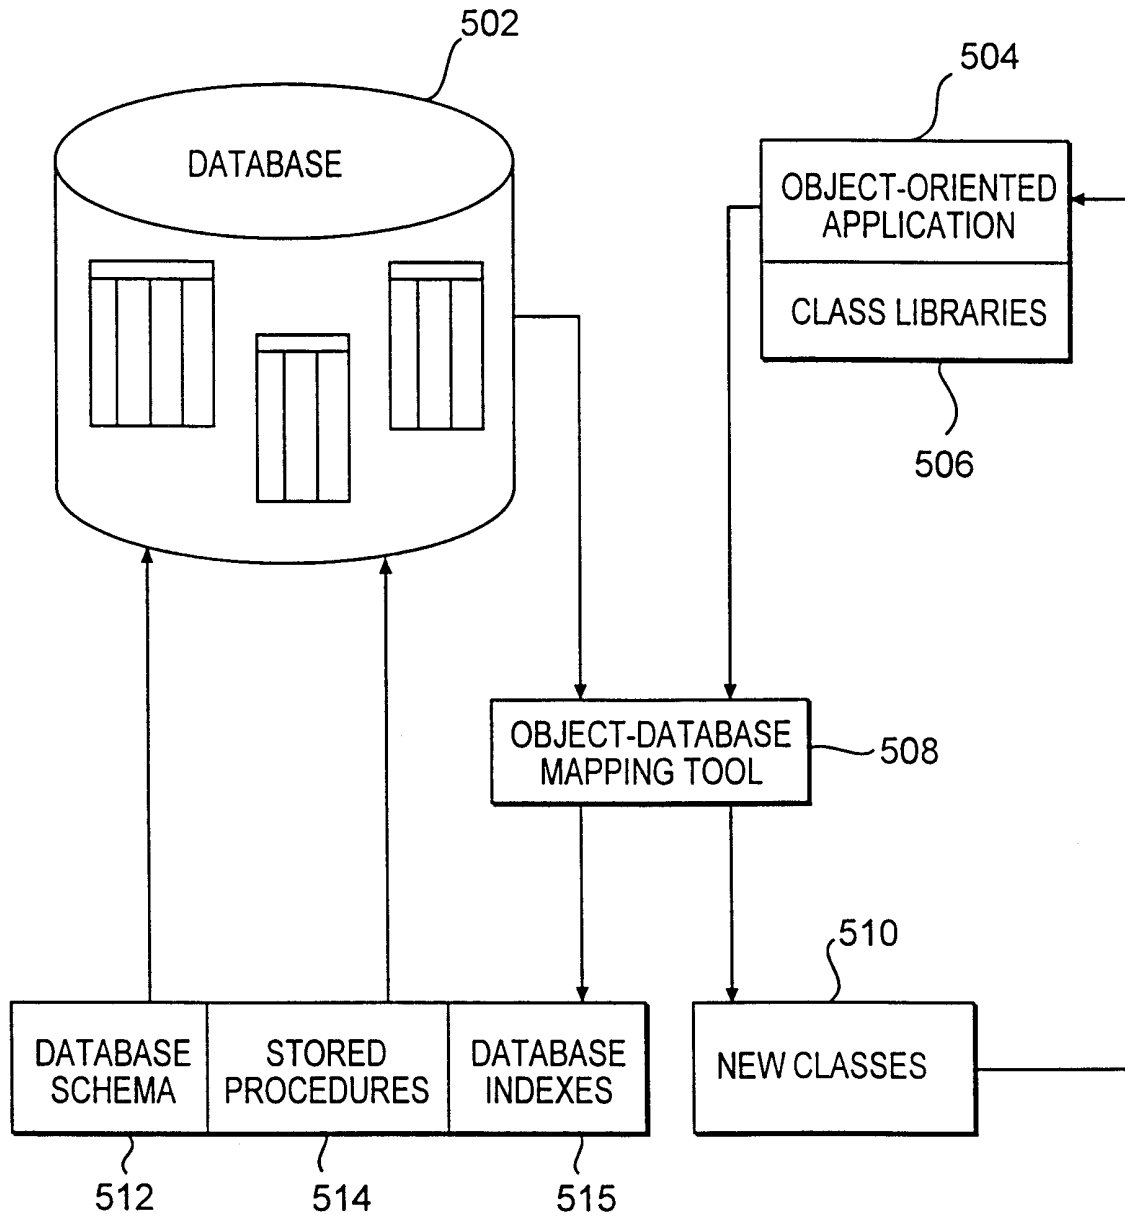 502
504
DATABASE
OBJECT-ORIENTED
APPLICATION
CLASS LIBRARIES
506
OBJECT-DATABASE
MAPPING TOOL
508
510
DATABASE
SCHEMA
STORED
PROCEDURES
DATABASE
INDEXES
NEW CLASSES
512
514
515